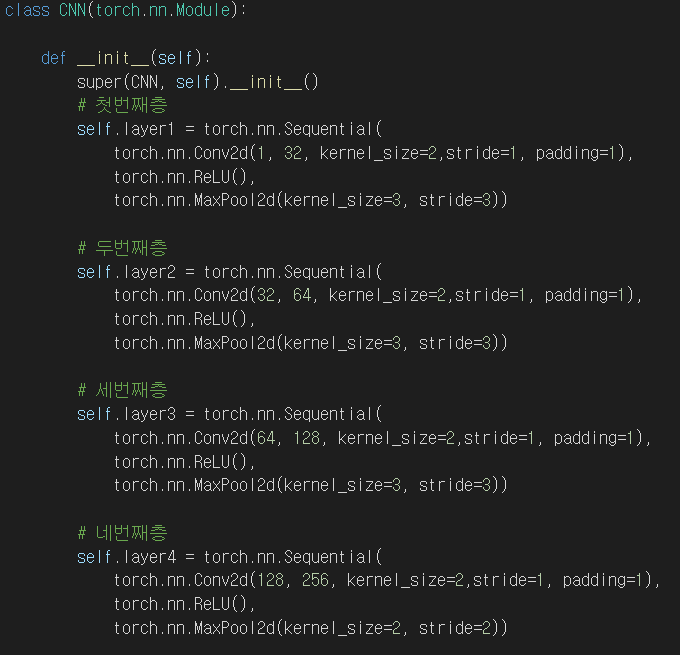 class CNN(torch.nn.Module):
def __init__(self):
super(CNN, self).__init__()
# 첫번째층
self.layer1 = torch.nn.Sequential(
torch.nn.Conv2d(1, 32, kernel_size=2,stride=1, padding=1),
torch.nn.ReLU(),
torch.nn.MaxPool2d(kernel_size=3, stride=3))
# 두번째층
self.layer2 = torch.nn.Sequential(
torch.nn.Conv2d(32, 64, kernel_size=2,stride=1, padding=1),
torch.nn.ReLU(),
torch.nn.MaxPool2d(kernel_size=3, stride=3))
# 세번째층
self.layer3 = torch.nn.Sequential(
torch.nn.Conv2d(64, 128, kernel_size=2,stride=1, padding=1),
torch.nn.ReLU(),
torch.nn.MaxPool2d(kernel_size=3, stride=3))
# 네번째층
self.layer4 = torch.nn.Sequential(
torch.nn.Conv2d(128, 256, kernel_size=2,stride=1, padding=1),
torch.nn.ReLU(),
torch.nn.MaxPool2d(kernel_size=2, stride=2))